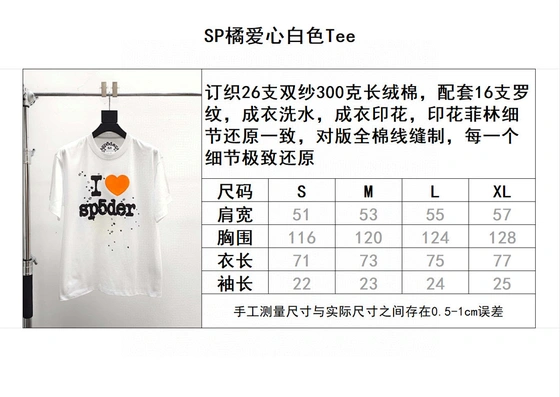 SP橘爱心白色Tee
订织26支双纱300克长绒棉，配套16支罗
纹，成衣洗水，成衣印花，印花菲林细
节还原一致，对版全棉线缝制，每一个
细节极致还原
I
sp5der
尺码 S M L XL
肩宽 51 53 55 57
胸围 116 120 124 128
衣长 71 73 75 77
袖长 22 23 24 25
手工测量尺寸与实际尺寸之间存在0.5-1cm误差